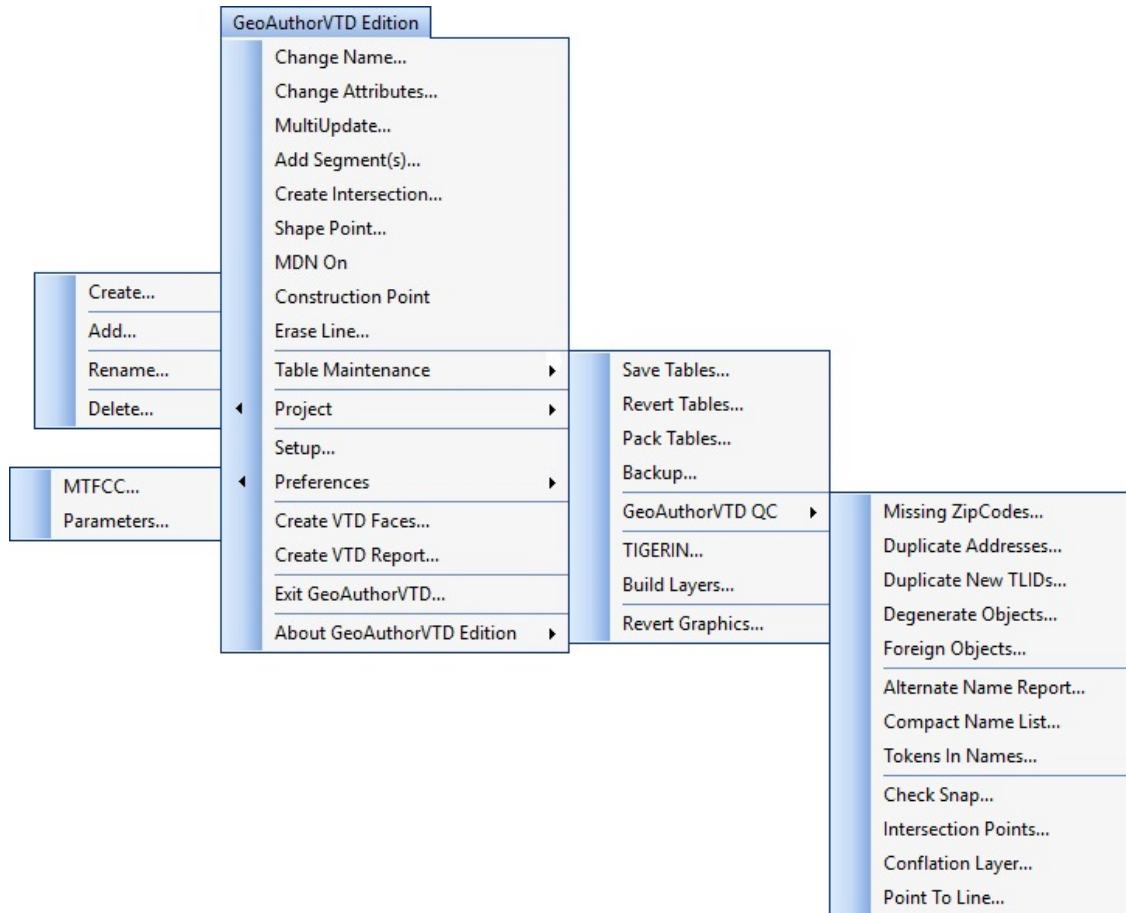 GeoAuthorVTD Edition
Change Name...
Change Attributes...
MultiUpdate...
Add Segment(s)...
Create Intersection...
Shape Point...
MDN On
Construction Point
Erase Line...
Table Maintenance
Project
Setup...
Preferences
Create VTD Faces...
Create VTD Report...
Exit GeoAuthorVTD...
About GeoAuthorVTD Edition
Create...
Add...
Rename...
Delete...
MTFCC...
Parameters...
Save Tables...
Revert Tables...
Pack Tables...
Backup...
GeoAuthorVTD QC
TIGERIN...
Build Layers...
Revert Graphics...
Missing ZipCodes...
Duplicate Addresses...
Duplicate New TLIDs...
Degenerate Objects...
Foreign Objects...
Alternate Name Report...
Compact Name List...
Tokens In Names...
Check Snap...
Intersection Points...
Conflation Layer...
Point To Line...